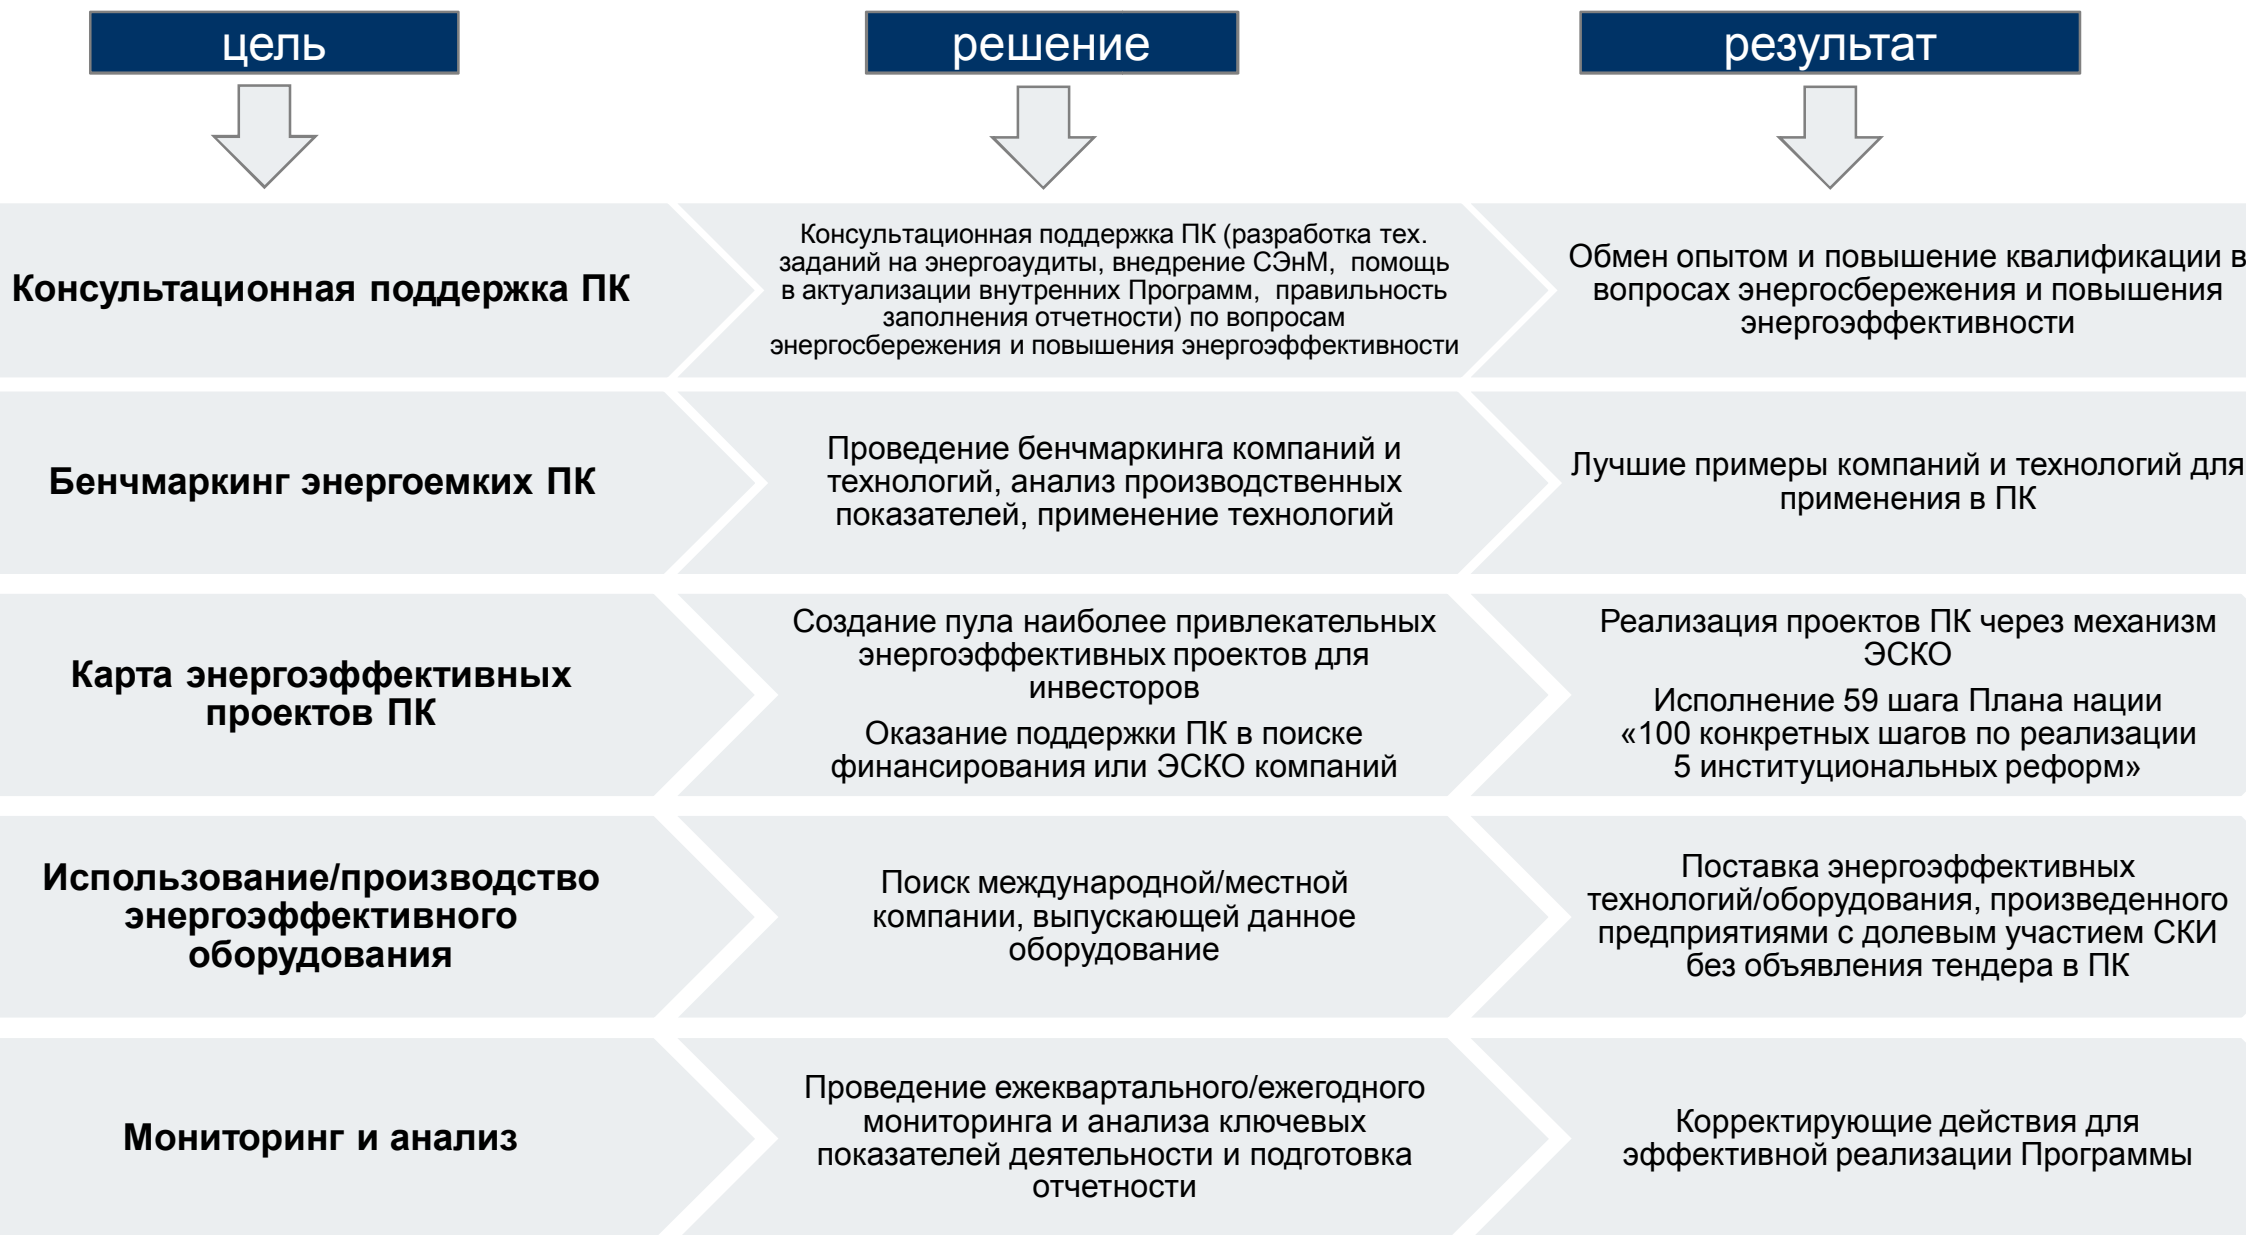 цель
решение
результат
Консультационная поддержка ПК
Консультационная поддержка ПК (разработка тех.
заданий на энергоаудиты, внедрение СЭнМ, помощь
в актуализации внутренних Программ, правильность
заполнения отчетности) по вопросам
энергосбережения и повышения энергоэффективности
Обмен опытом и повышение квалификации в
вопросах энергосбережения и повышения
энергоэффективности
Бенчмаркинг энергоемких ПК
Проведение бенчмаркинга компаний и
технологий, анализ производственных
показателей, применение технологий
Лучшие примеры компаний и технологий для
применения в ПК
Карта энергоэффективных
проектов ПК
Создание пула наиболее привлекательных
энергоэффективных проектов для
инвесторов
Оказание поддержки ПК в поиске
финансирования или ЭСКО компаний
Реализация проектов ПК через механизм
ЭСКО
Исполнение 59 шага Плана нации
«100 конкретных шагов по реализации
5 институциональных реформ»
Использование/производство
энергоэффективного
оборудования
Поиск международной/местной
компании, выпускающей данное
оборудование
Поставка энергоэффективных
технологий/оборудования, произведенного
предприятиями с долевым участием СКИ
без объявления тендера в ПК
Мониторинг и анализ
Проведение ежеквартального/ежегодного
мониторинга и анализа ключевых
показателей деятельности и подготовка
отчетности
Корректирующие действия для
эффективной реализации Программы